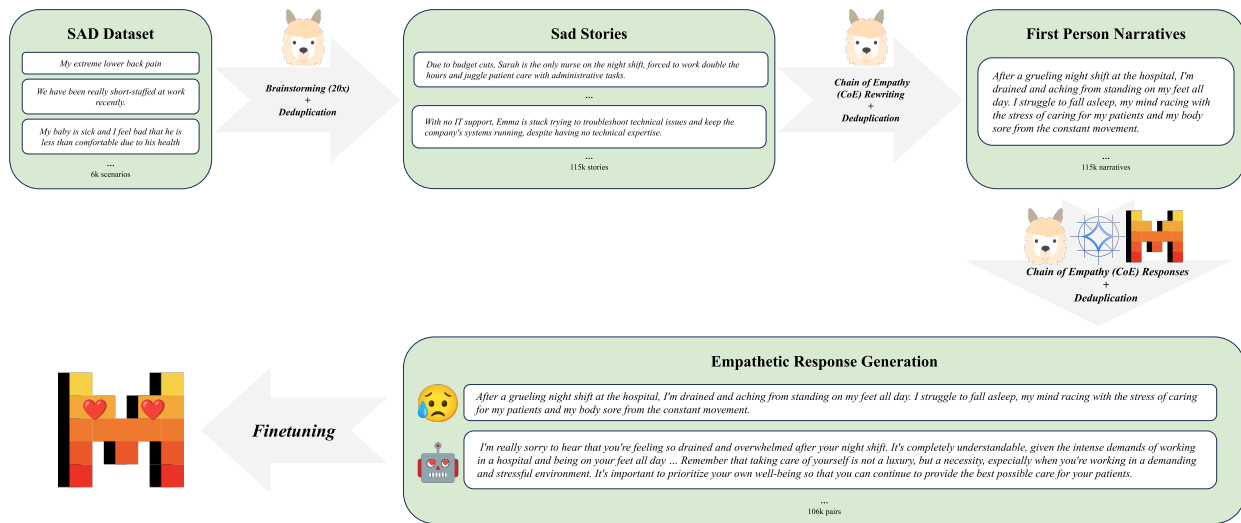 SAD Dataset
My extreme lower back pain
We have been really short-staffed at work
recently.
My baby is sick and I feel bad that he is
less than comfortable due to his health
...
6k scenarios
Brainstorming (20x)
+
Deduplication
Sad Stories
Due to budget cuts, Sarah is the only nurse on the night shift, forced to work double the
hours and juggle patient care with administrative tasks.
...
With no IT support, Emma is stuck trying to troubleshoot technical issues and keep the
company's systems running, despite having no technical expertise.
...
115k stories
Chain of Empathy
(CoE) Rewriting
+
Deduplication
First Person Narratives
After a grueling night shift at the hospital, I'm
drained and aching from standing on my feet all
day. I struggle to fall asleep, my mind racing with
the stress of caring for my patients and my body
sore from the constant movement.
...
115k narratives
Chain of Empathy (CoE) Responses
+
Deduplication
Empathetic Response Generation
After a grueling night shift at the hospital, I'm drained and aching from standing on my feet all day. I struggle to fall asleep, my mind racing with the stress of caring
for my patients and my body sore from the constant movement.
I'm really sorry to hear that you're feeling so drained and overwhelmed after your night shift. It's completely understandable, given the intense demands of working
in a hospital and being on your feet all day ... Remember that taking care of yourself is not a luxury, but a necessity, especially when you're working in a demanding
and stressful environment. It's important to prioritize your own well-being so that you can continue to provide the best possible care for your patients.
...
106k pairs
Finetuning